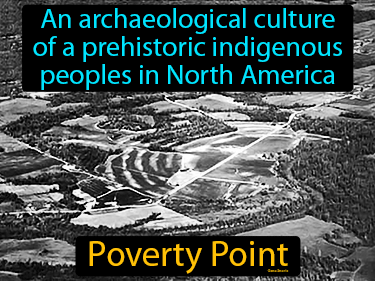 An archaeological culture
of a prehistoric indigenous
peoples in North America
Poverty Point